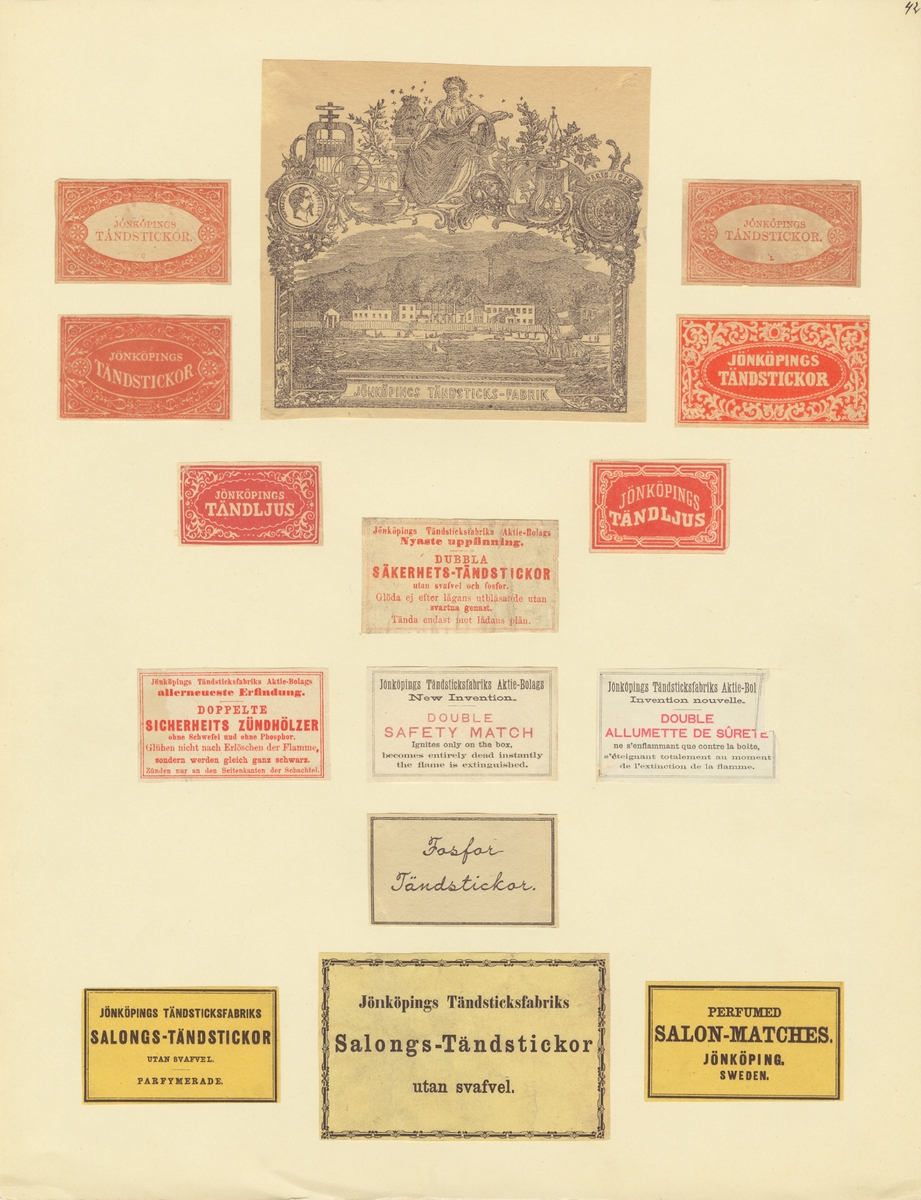 42
PARIS 1855
JÖNKÖPINGS TÄNDSTICKS-FABRIK
JÖNKÖPINGS
TÄNDSTICKOR.
JÖNKÖPINGS
TÄNDSTICKOR.
JÖNKÖPINGS
TÄNDSTICKOR
JÖNKÖPINGS
TÄNDSTICKOR
JÖNKÖPINGS
TÄNDLJUS
JÖNKÖPINGS
TÄNDLJUS
Jönköpings Tändsticksfabriks Aktie-Bolags
Nyaste uppfinning.
DUBBLA
SÄKERHETS-TÄNDSTICKOR
utan svafvel och fosfor.
Glöda ej efter lågans utblåsande utan
svartna genast.
Tända endast mot lådans plån.
Jönköpings Tändsticksfabriks Aktie-Bolags
allerneueste Erfindung.
DOPPELTE
SICHERHEITS ZÜNDHÖLZER
ohne Schwefel und ohne Phosphor.
Glühen nicht nach Erlöschen der Flamme,
sondern werden gleich ganz schwarz.
Zünden nur an den Seitenkanten der Schachtel.
Jönköpings Tändsticksfabriks Aktie-Bolags
New Invention.
DOUBLE
SAFETY MATCH
Ignites only on the box,
becomes entirely dead instantly
the flame is extinguished.
Jönköpings Tändsticksfabriks Aktie-Bol
Invention nouvelle.
DOUBLE
ALLUMETTE DE SÛRETÉ
ne s'enflammant que contre la boîte,
s'éteignant totalement au moment
de l'extinction de la flamme.
Fosfor
Tändstickor.
JÖNKÖPINGS TÄNDSTICKSFABRIKS
SALONGS-TÄNDSTICKOR
UTAN SVAFVEL.
PARFYMERADE.
Jönköpings Tändsticksfabriks
Salongs-Tändstickor
utan svafvel.
PERFUMED
SALON-MATCHES.
JÖNKÖPING.
SWEDEN.